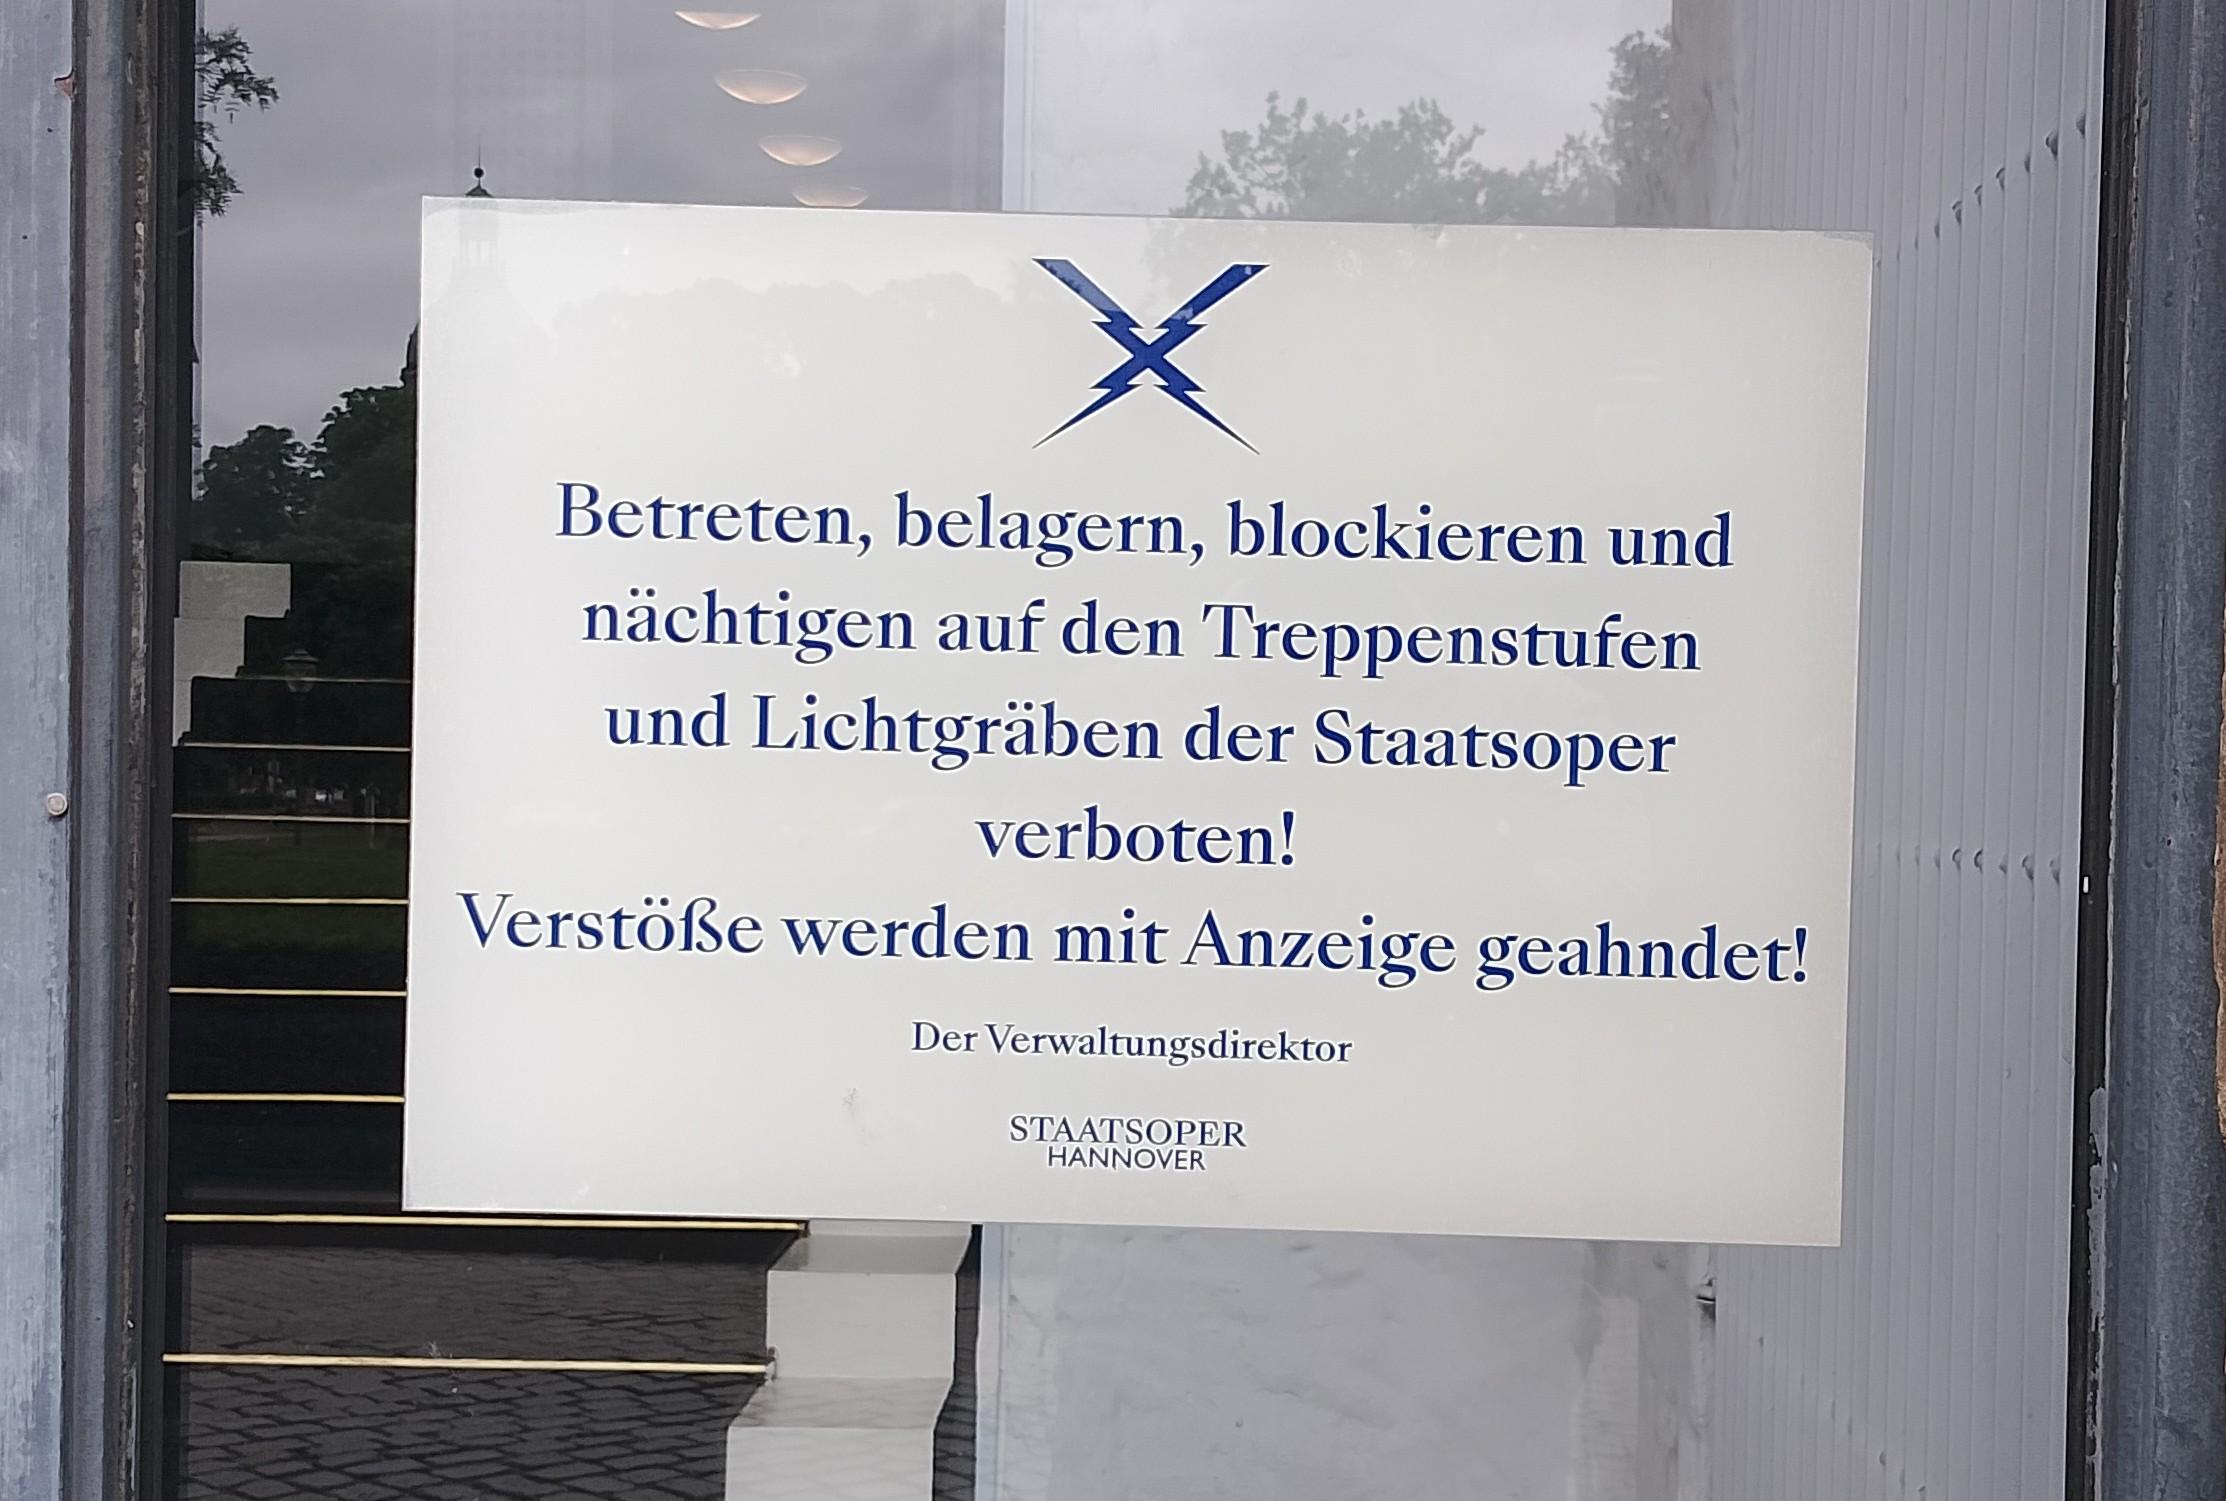 Betreten, belagern, blockieren und
nächtigen auf den Treppenstufen
und Lichtgräben der Staatsoper
verboten!
Verstöße werden mit Anzeige geahndet!
Der Verwaltungsdirektor
STAATSOPER
HANNOVER